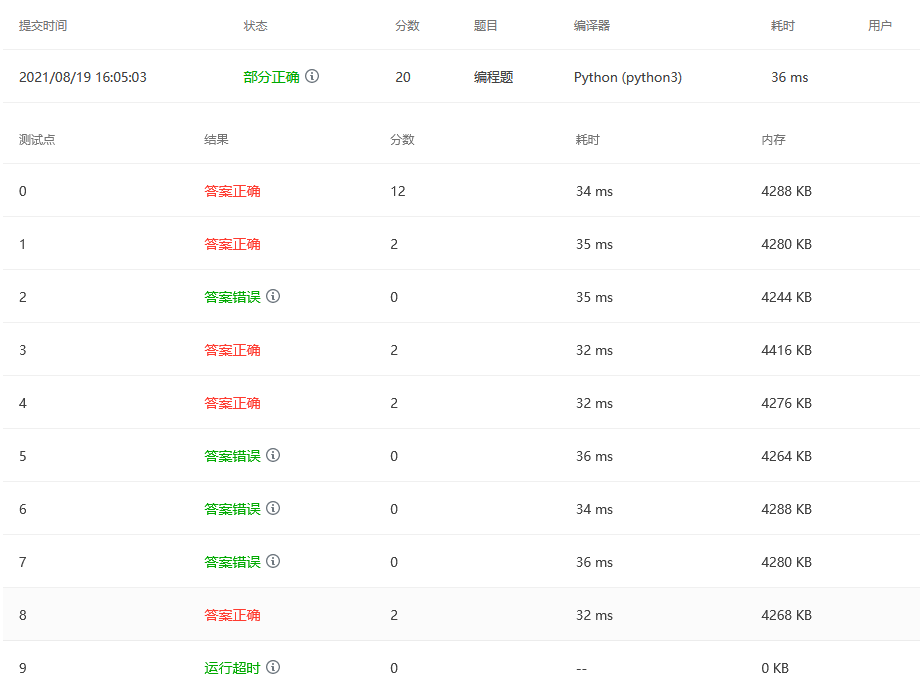 提交时间 状态 分数 题目 编译器 耗时 用户
2021/08/19 16:05:03 部分正确 20 编程题 Python (python3) 36 ms
测试点 结果 分数 耗时 内存
0 答案正确 12 34 ms 4288 KB
1 答案正确 2 35 ms 4280 KB
2 答案错误 0 35 ms 4244 KB
3 答案正确 2 32 ms 4416 KB
4 答案正确 2 32 ms 4276 KB
5 答案错误 0 36 ms 4264 KB
6 答案错误 0 34 ms 4288 KB
7 答案错误 0 36 ms 4280 KB
8 答案正确 2 32 ms 4268 KB
9 运行超时 0 -- 0 KB